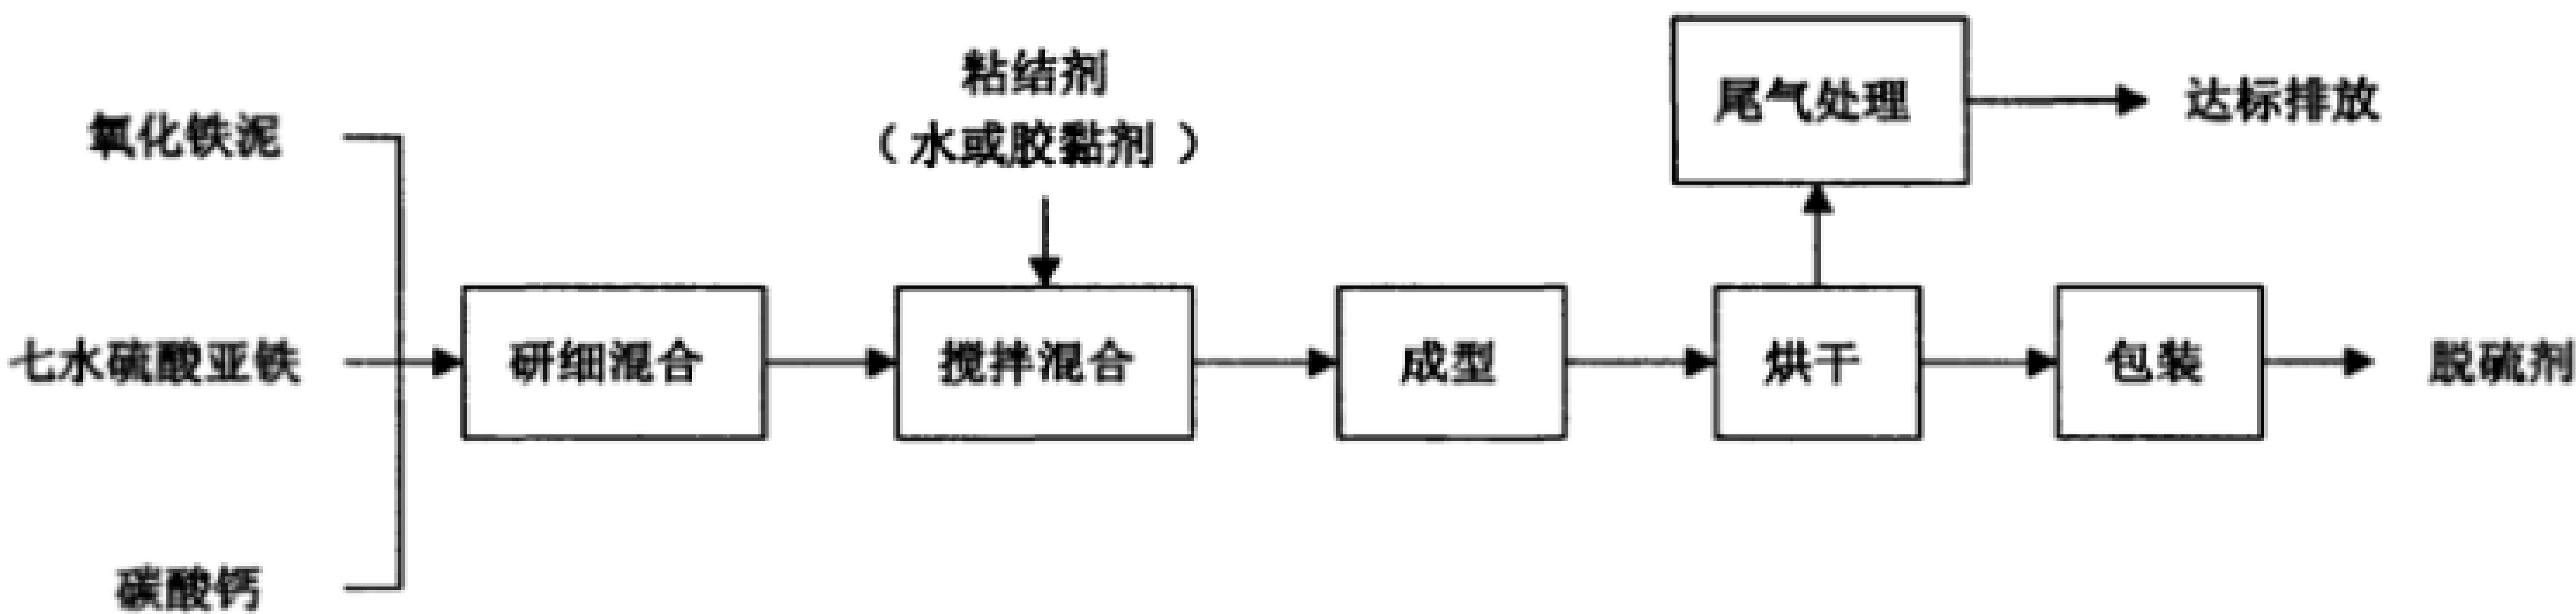 氧化铁泥
七水硫酸亚铁
碳酸钙
研细混合
粘结剂
（水或胶黏剂）
搅拌混合
成型
烘干
尾气处理
达标排放
包装
脱硫剂